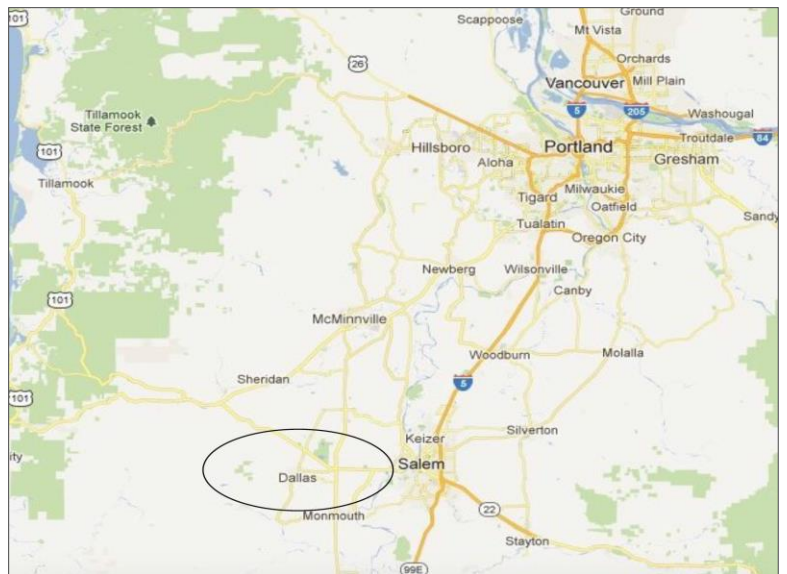 101
Scappoose
Ground
Mt Vista
26
Orchards
Vancouver
Mill Plain
5
205
Washougal
Tillamook
State Forest
101
Hillsboro
Portland
Troutdale
84
Aloha
Gresham
Tillamook
Milwaukie
Tigard
Oatfield
Sandy
Tualatin
Oregon City
Newberg
Wilsonville
Canby
101
McMinnville
Woodburn
Molalla
Sheridan
5
101
Silverton
Keizer
ity
Salem
Dallas
22
Monmouth
Stayton
99E